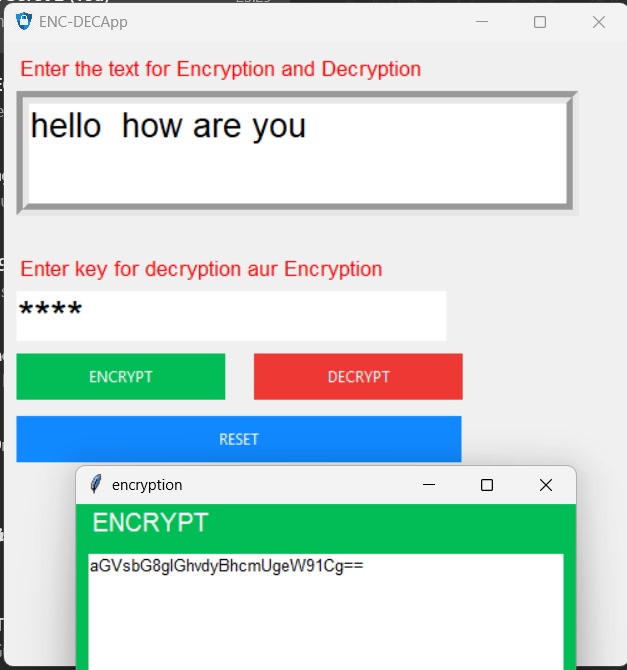 ENC-DECApp
Enter the text for Encryption and Decryption
hello  how are you
Enter key for decryption aur Encryption
****
ENCRYPT
DECRYPT
RESET
encryption
ENCRYPT
aGVsbG8gIGhvdyBhcmUgeW91Cg==